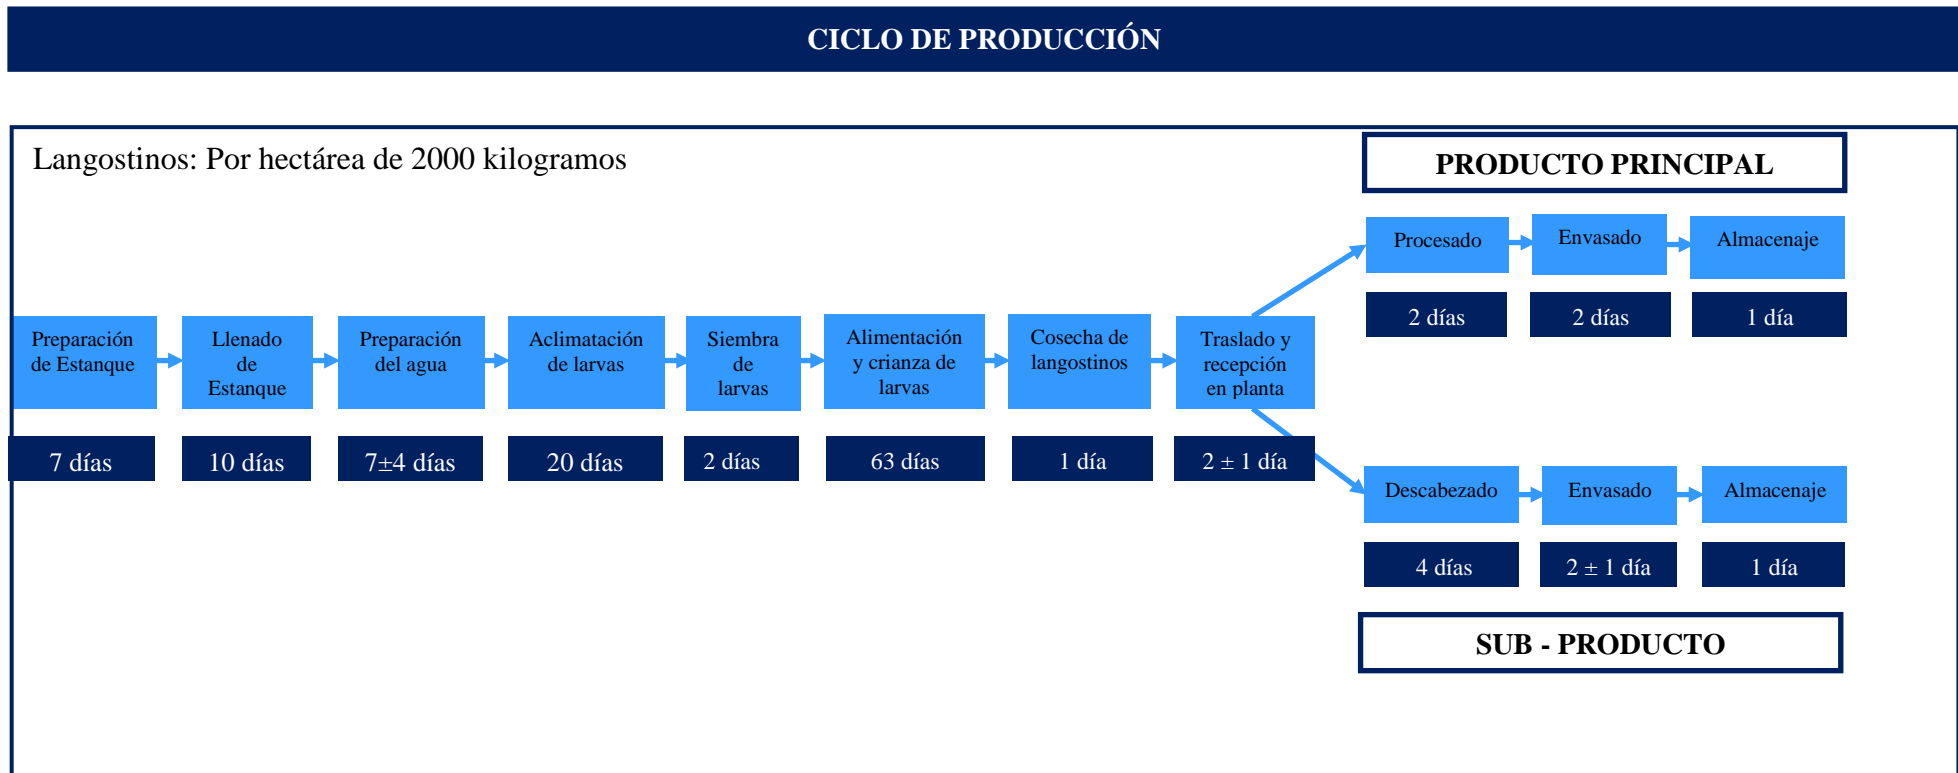 CICLO DE PRODUCCIÓN
Langostinos: Por hectárea de 2000 kilogramos
PRODUCTO PRINCIPAL
Procesado
Envasado
Almacenaje
2 días
2 días
1 día
Preparación
de Estanque
Llenado
de
Estanque
Preparación
del agua
Aclimatación
de larvas
Siembra
de
larvas
Alimentación
y crianza de
larvas
Cosecha de
langostinos
Traslado y
recepción
en planta
7 días
10 días
7±4 días
20 días
2 días
63 días
1 día
2 ± 1 día
Descabezado
Envasado
Almacenaje
4 días
2 ± 1 día
1 día
SUB - PRODUCTO